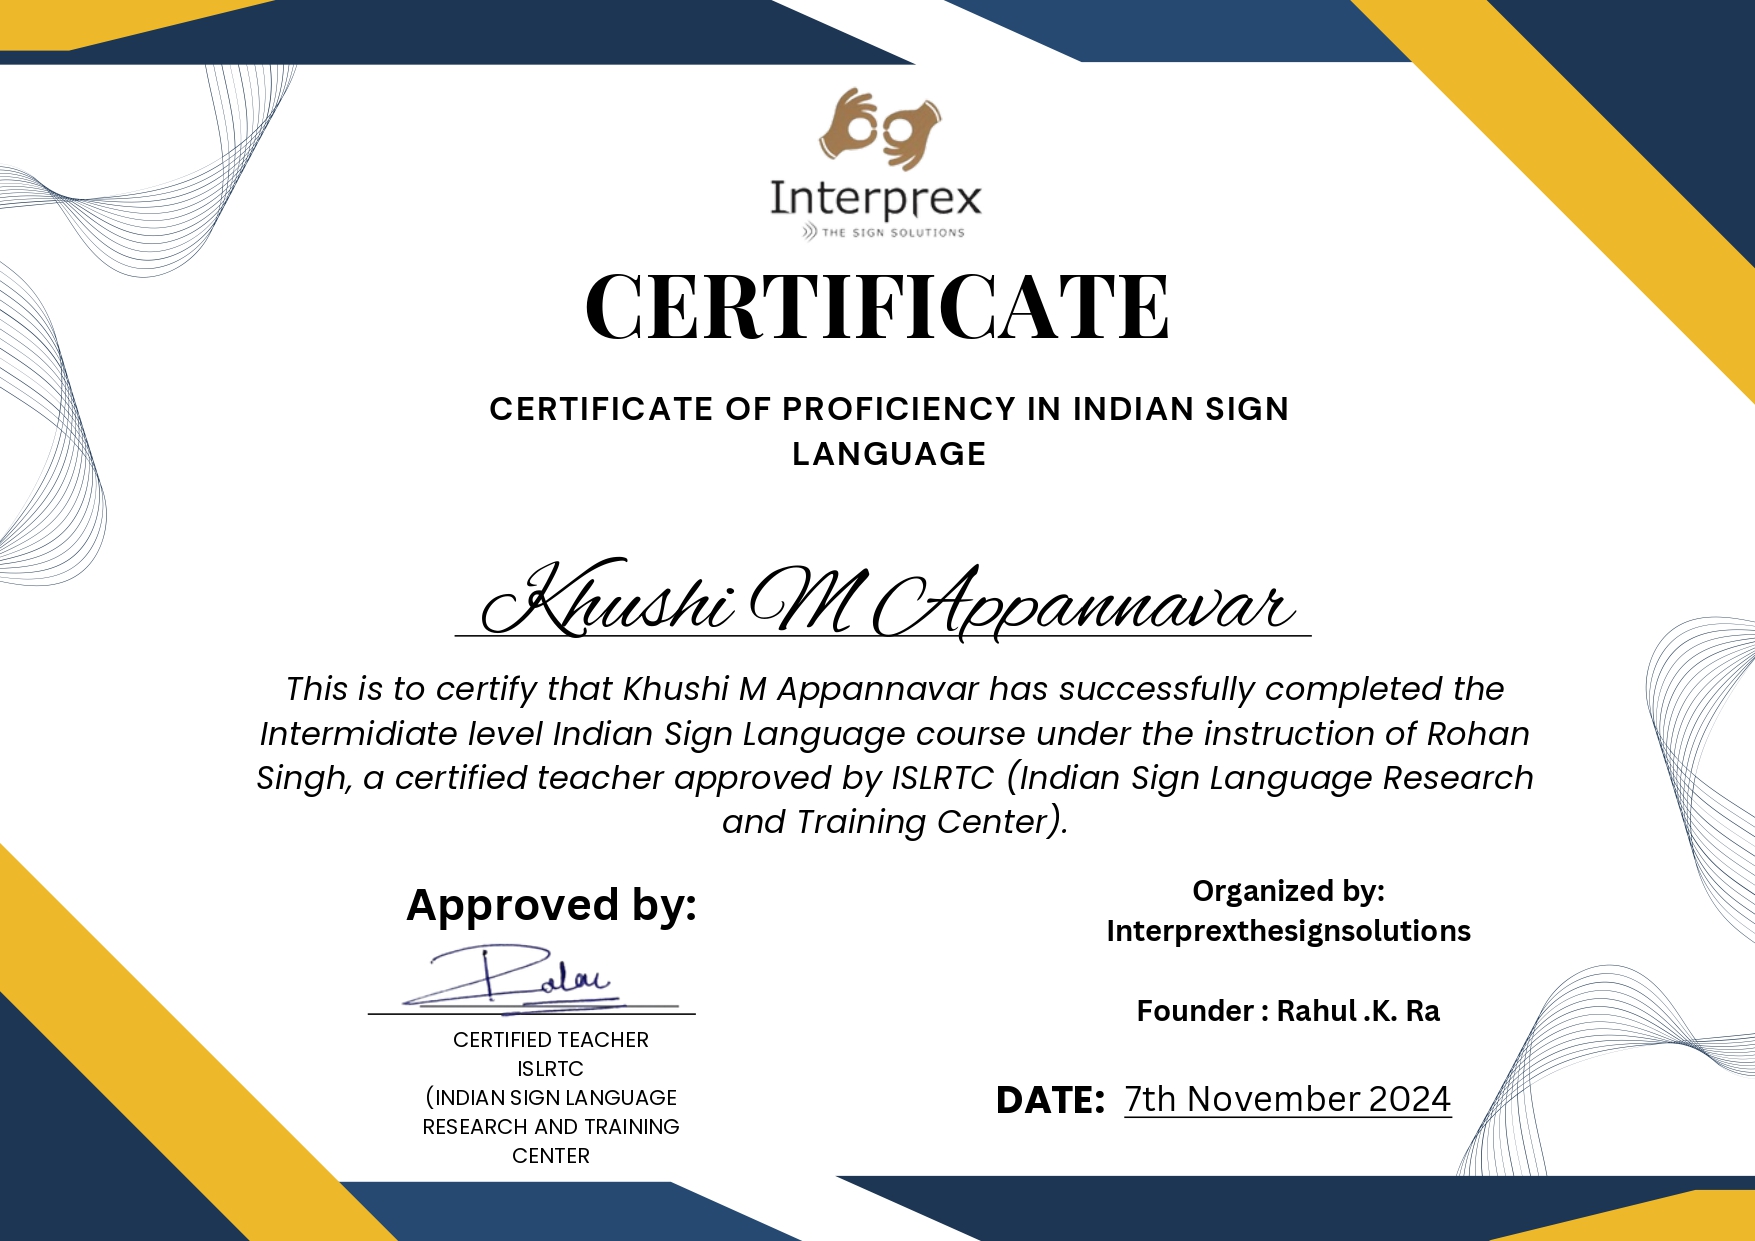 Interprex
THE SIGN SOLUTIONS
CERTIFICATE
CERTIFICATE OF PROFICIENCY IN INDIAN SIGN
LANGUAGE
Khushi M Appannavar
This is to certify that Khushi M Appannavar has successfully completed the
Intermidiate level Indian Sign Language course under the instruction of Rohan
Singh, a certified teacher approved by ISLRTC (Indian Sign Language Research
and Training Center).
Approved by:
CERTIFIED TEACHER
ISLRTC
(INDIAN SIGN LANGUAGE
RESEARCH AND TRAINING
CENTER
Organized by:
Interprexthesignsolutions
Founder : Rahul .K. Ra
DATE: 7th November 2024